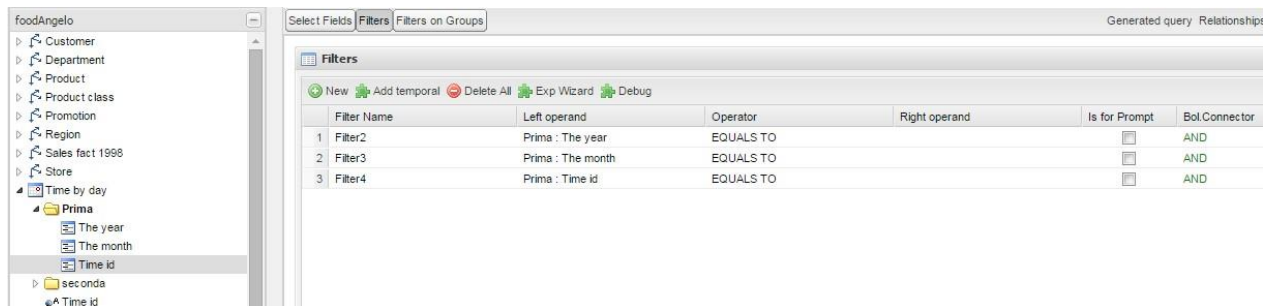 foodAngelo
Customer
Department
Product
Product class
Promotion
Region
Sales fact 1998
Store
Time by day
Prima
The year
The month
Time id
seconda
Time id
Select Fields Filters Filters on Groups Generated query Relationships
Filters
New Add temporal Delete All Exp Wizard Debug
Filter Name Left operand Operator Right operand Is for Prompt Bol.Connector
1 Filter2 Prima : The year EQUALS TO AND
2 Filter3 Prima : The month EQUALS TO AND
3 Filter4 Prima : Time id EQUALS TO AND